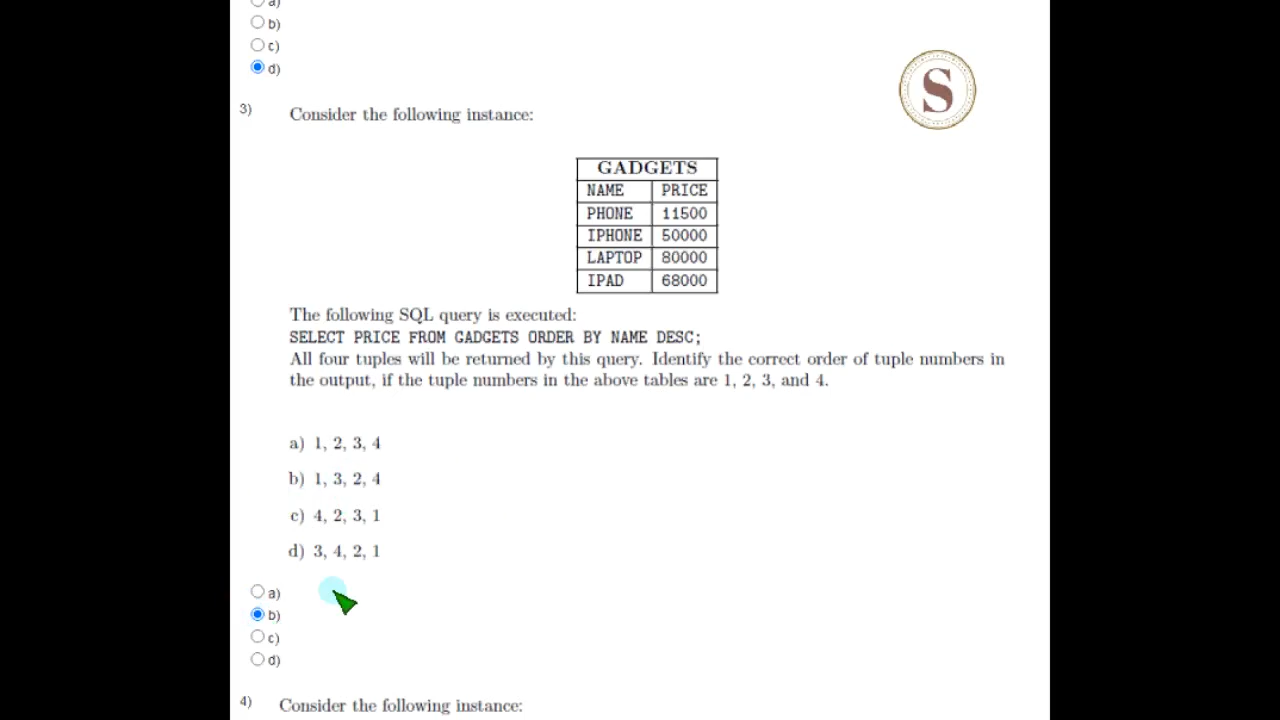 a)
b)
c)
d)
S
3) Consider the following instance:
GADGETS
NAME PRICE
PHONE 11500
IPHONE 50000
LAPTOP 80000
IPAD 68000
The following SQL query is executed:
SELECT PRICE FROM GADGETS ORDER BY NAME DESC;
All four tuples will be returned by this query. Identify the correct order of tuple numbers in
the output, if the tuple numbers in the above tables are 1, 2, 3, and 4.
a) 1, 2, 3, 4
b) 1, 3, 2, 4
c) 4, 2, 3, 1
d) 3, 4, 2, 1
a)
b)
c)
d)
4) Consider the following instance: